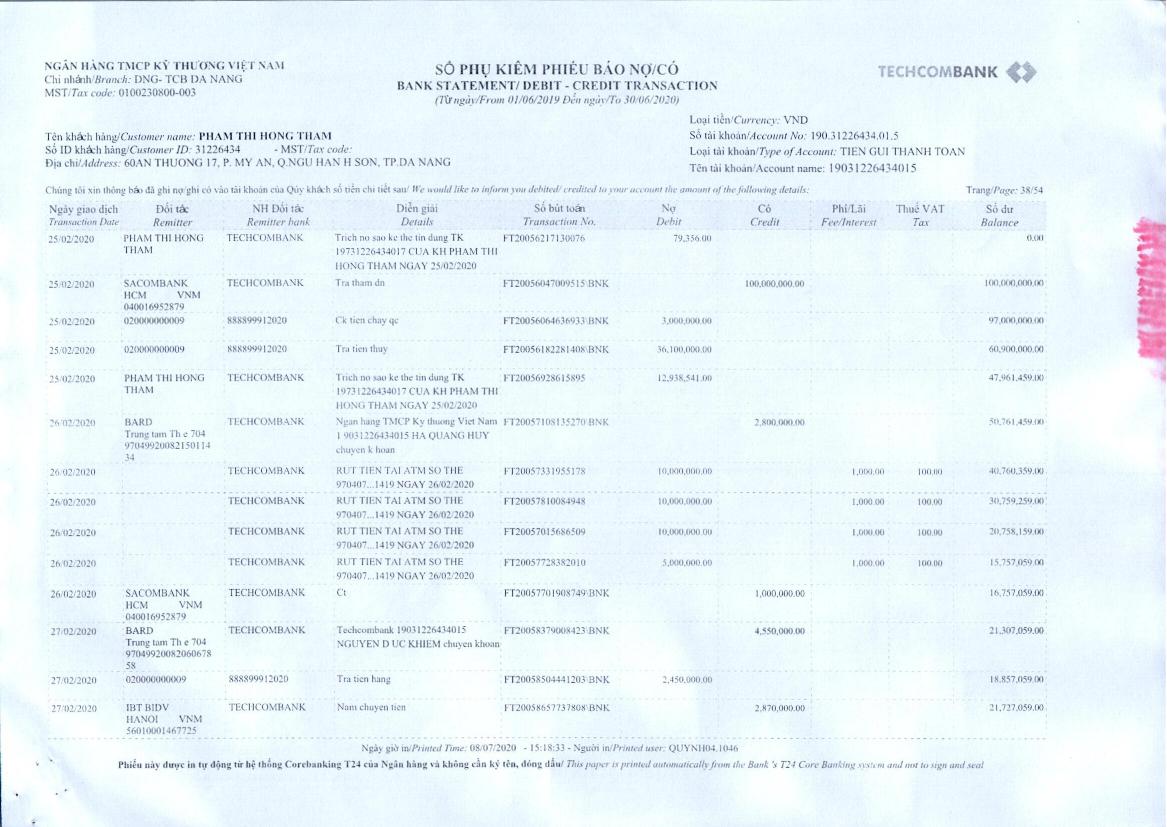 NGÂN HÀNG TMCP KỸ THƯƠNG VIỆT NAM
Chi nhánh/Branch: DNG- TCB DA NANG
MST/Tax code: 0100230800-003
SỔ PHỤ KIÊM PHIẾU BÁO NỢ/CÓ
BANK STATEMENT/ DEBIT - CREDIT TRANSACTION
(Từ ngày/From 01/06/2019 Đến ngày/To 30/06/2020)
TECHCOMBANK
Loại tiền/Currency: VND
Tên khách hàng/Customer name: PHAM THI HONG THAM
Số tài khoản/Account No: 190.31226434.01.5
Số ID khách hàng/Customer ID: 31226434 - MST/Tax code:
Loại tài khoản/Type of Account: TIEN GUI THANH TOAN
Địa chỉ/Address: 60AN THUONG 17, P. MY AN, Q.NGU HAN H SON, TP.DA NANG
Tên tài khoản/Account name: 19031226434015
Chúng tôi xin thông báo đã ghi nợ/ghi có vào tài khoản của Qúy khách số tiền chi tiết sau/ We would like to inform you debited/ credited to your account the amount of the following details:
Trang/Page: 38/54
Ngày giao dịch Đối tác NH Đối tác Diễn giải Số bút toán Nợ Có Phí/Lãi Thuế VAT Số dư
Transaction Date Remitter Remitter bank Details Transaction No. Debit Credit Fee/Interest Tax Balance
25/02/2020 PHAM THI HONG TECHCOMBANK Trich no sao ke the tin dung TK FT20056217130076 79,356.00 0.00
THAM 19731226434017 CUA KH PHAM THI
HONG THAM NGAY 25/02/2020
25/02/2020 SACOMBANK TECHCOMBANK Tra tham dn FT20056047009515\BNK 100,000,000.00 100,000,000.00
HCM VNM
040016952879
25/02/2020 020000000009 888899912020 Ck tien chay qc FT20056064636933\BNK 3,000,000.00 97,000,000.00
25/02/2020 020000000009 888899912020 Tra tien thuy FT20056182281408\BNK 36,100,000.00 60,900,000.00
25/02/2020 PHAM THI HONG TECHCOMBANK Trich no sao ke the tin dung TK FT20056928615895 12,938,541.00 47,961,459.00
THAM 19731226434017 CUA KH PHAM THI
HONG THAM NGAY 25/02/2020
26/02/2020 BARD TECHCOMBANK Ngan hang TMCP Ky thuong Viet Nam FT20057108135270\BNK 2,800,000.00 50,761,459.00
Trung tam Th e 704 1 9031226434015 HA QUANG HUY
97049920082150114 chuyen k hoan
34
26/02/2020 TECHCOMBANK RUT TIEN TAI ATM SO THE FT20057331955178 10,000,000.00 1,000.00 100.00 40,760,359.00
970407...1419 NGAY 26/02/2020
26/02/2020 TECHCOMBANK RUT TIEN TAI ATM SO THE FT20057810084948 10,000,000.00 1,000.00 100.00 30,759,259.00
970407...1419 NGAY 26/02/2020
26/02/2020 TECHCOMBANK RUT TIEN TAI ATM SO THE FT20057015686509 10,000,000.00 1,000.00 100.00 20,758,159.00
970407...1419 NGAY 26/02/2020
26/02/2020 TECHCOMBANK RUT TIEN TAI ATM SO THE FT20057728382010 5,000,000.00 1,000.00 100.00 15,757,059.00
970407...1419 NGAY 26/02/2020
26/02/2020 SACOMBANK TECHCOMBANK Ct FT20057701908749\BNK 1,000,000.00 16,757,059.00
HCM VNM
040016952879
27/02/2020 BARD TECHCOMBANK Techcombank 19031226434015 FT20058379008423\BNK 4,550,000.00 21,307,059.00
Trung tam Th e 704 NGUYEN D UC KHIEM chuyen khoan
97049920082060678
58
27/02/2020 020000000009 888899912020 Tra tien hang FT20058504441203\BNK 2,450,000.00 18,857,059.00
27/02/2020 IBT BIDV TECHCOMBANK Nam chuyen tien FT20058657737808\BNK 2,870,000.00 21,727,059.00
HANOI VNM
56010001467725
Ngày giờ in/Printed Time: 08/07/2020 - 15:18:33 - Người in/Printed user: QUYNH04.1046
Phiếu này được in tự động từ hệ thống Corebanking T24 của Ngân hàng và không cần ký tên, đóng dấu/ This paper is printed automatically from the Bank 's T24 Core Banking system and not to sign and seal